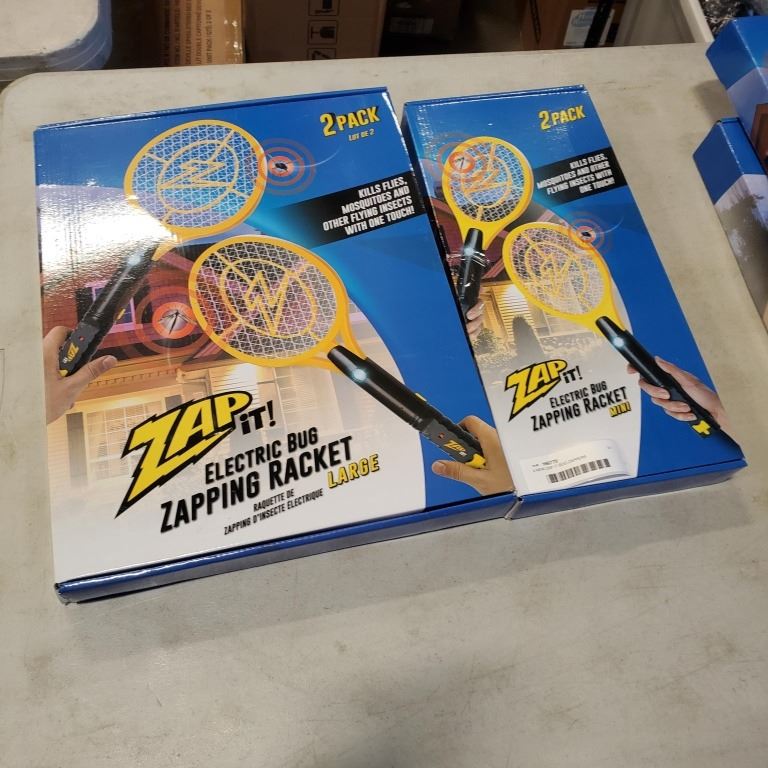 2 PACK
LOT DE 2
KILLS FLIES,
MOSQUITOES AND
OTHER FLYING INSECTS
WITH ONE TOUCH!
ZAP IT!
ELECTRIC BUG
ZAPPING RACKET
LARGE
RAQUETTE DE
ZAPPING D'INSECTE ÉLECTRIQUE
2 PACK
KILLS FLIES,
MOSQUITOES AND OTHER
FLYING INSECTS WITH
ONE TOUCH!
ZAP IT!
ELECTRIC BUG
ZAPPING RACKET
MINI